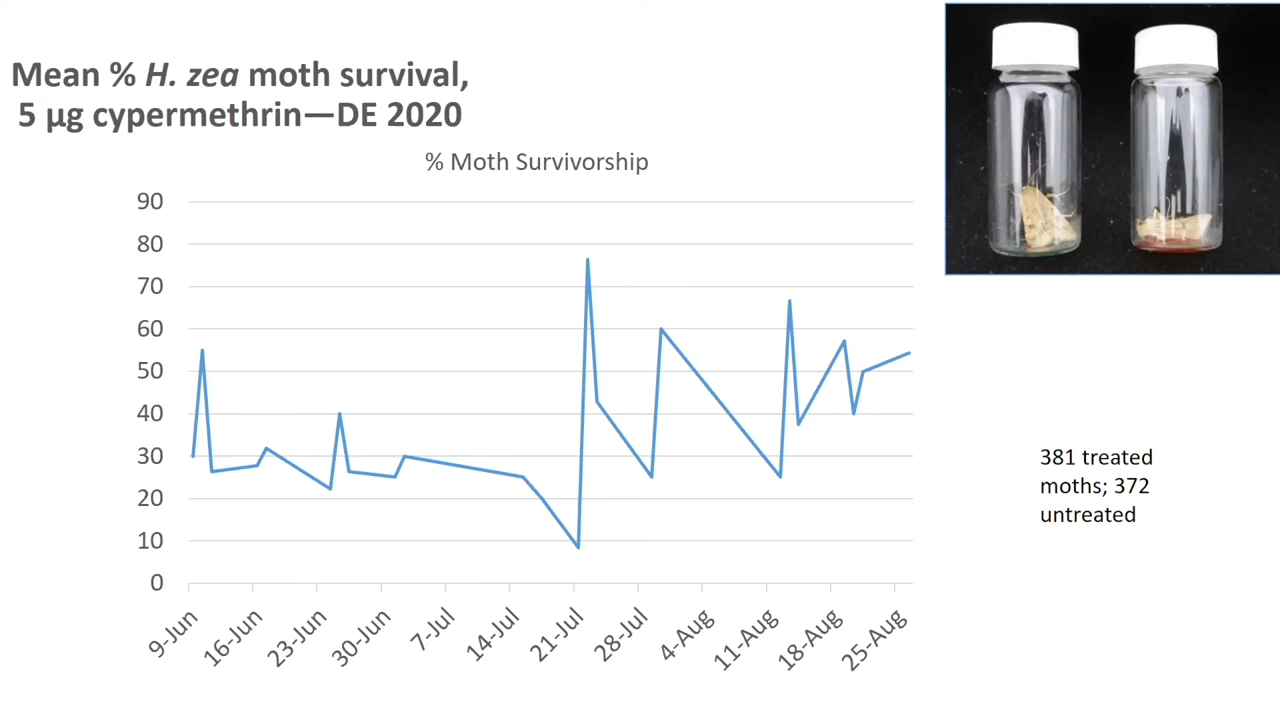 Mean % H. zea moth survival,
5 µg cypermethrin—DE 2020
% Moth Survivorship
90
80
70
60
50
40
30
20
10
0
9-Jun
16-Jun
23-Jun
30-Jun
7-Jul
14-Jul
21-Jul
28-Jul
4-Aug
11-Aug
18-Aug
25-Aug
381 treated
moths; 372
untreated